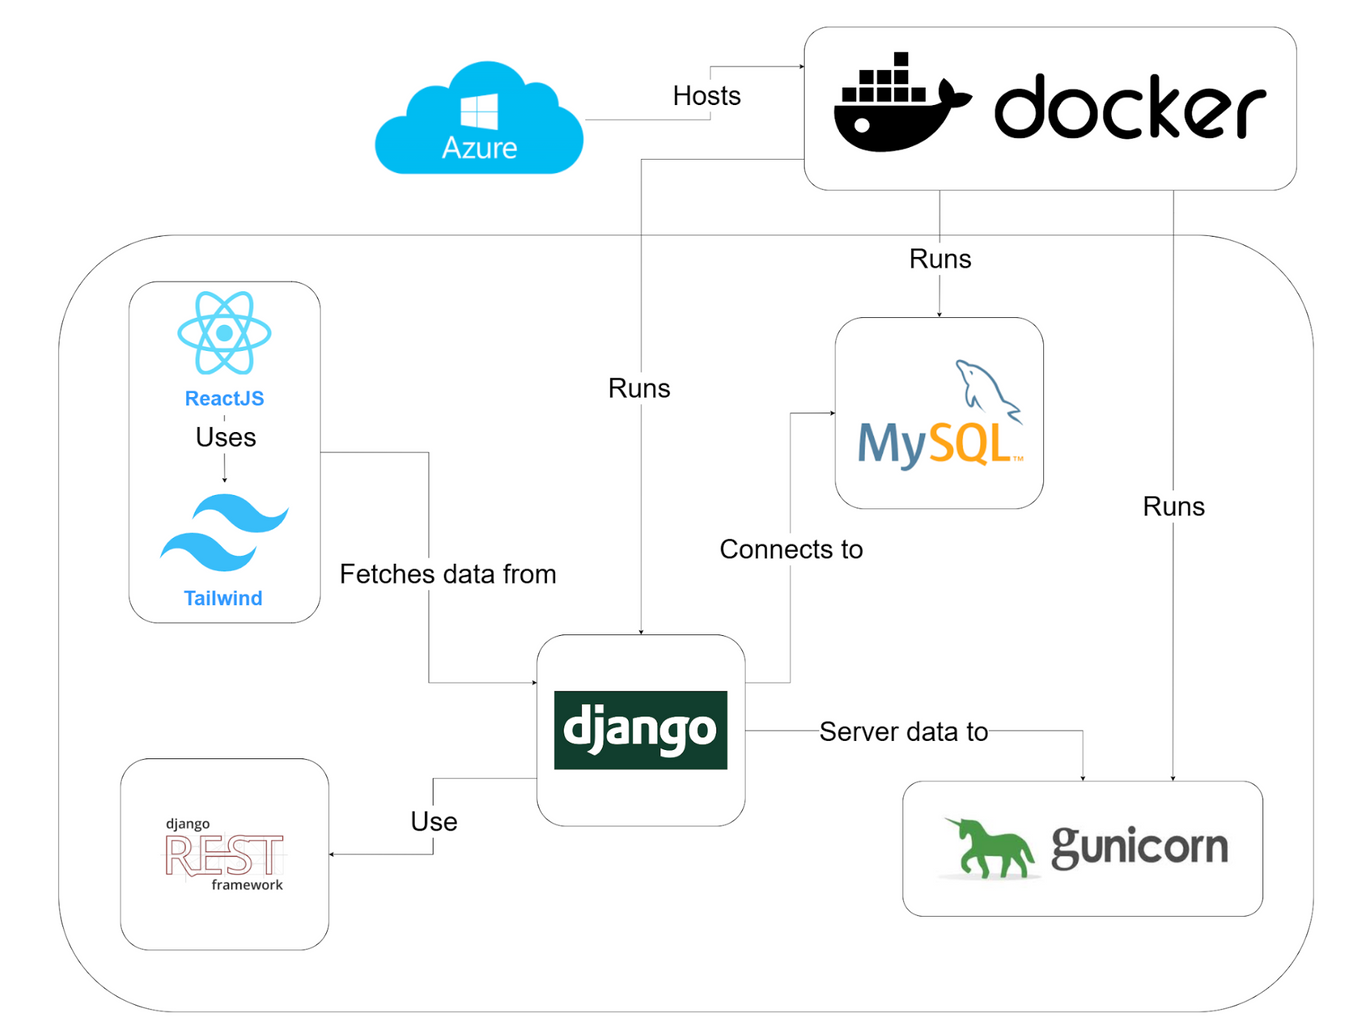 Azure
Hosts
docker
Runs
ReactJS
Uses
Tailwind
Runs
MySQL™
Runs
Connects to
Fetches data from
django
Server data to
Use
django
REST
framework
gunicorn